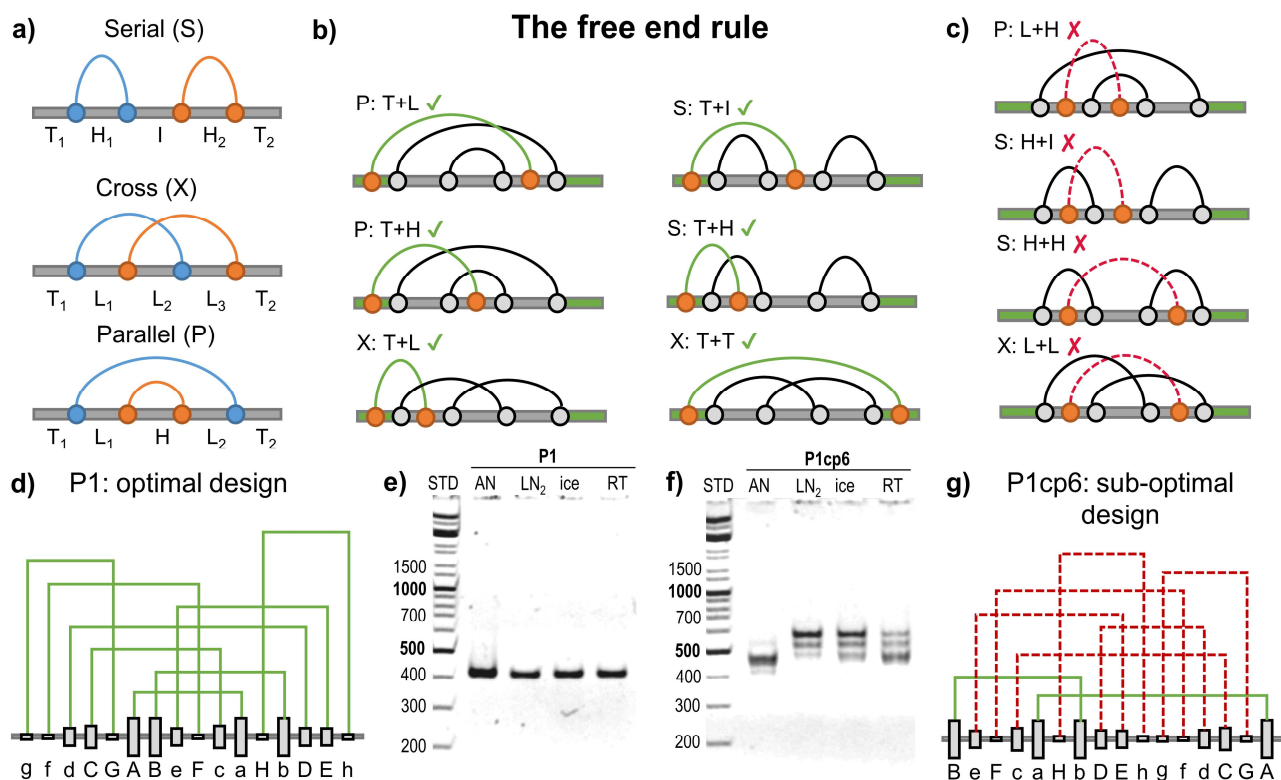 The free end rule
a)
Serial (S)
T1 H1 I H2 T2
Cross (X)
T1 L1 L2 L3 T2
Parallel (P)
T1 L1 H L2 T2
b)
P: T+L ✓
S: T+I ✓
P: T+H ✓
S: T+H ✓
X: T+L ✓
X: T+T ✓
c)
P: L+H ✗
S: H+I ✗
S: H+H ✗
X: L+L ✗
d) P1: optimal design
g f d C G A B e F c a H b D E h
e)
P1
STD AN LN2 ice RT
1500
1000
700
500
400
300
200
f)
P1cp6
STD AN LN2 ice RT
1500
1000
700
500
400
300
200
g)
P1cp6: sub-optimal
design
B e F c a H b D E h g f d C G A